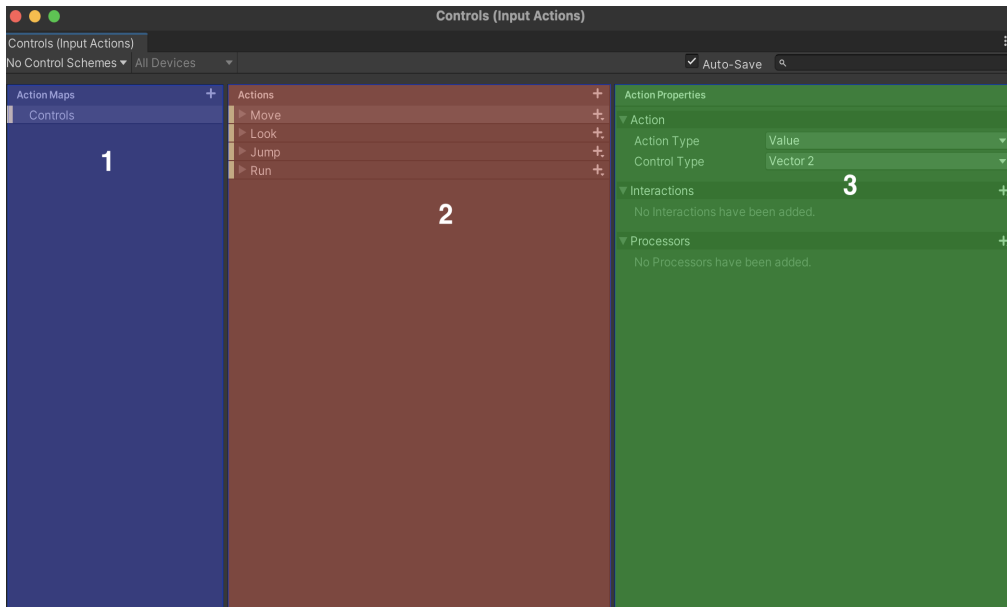 Controls (Input Actions)
Controls (Input Actions)
No Control Schemes All Devices Auto-Save
Action Maps +
Controls
1
Actions +
Move +
Look +
Jump +
Run +
2
Action Properties
Action
Action Type Value
Control Type Vector 2
3
Interactions +
No Interactions have been added.
Processors +
No Processors have been added.